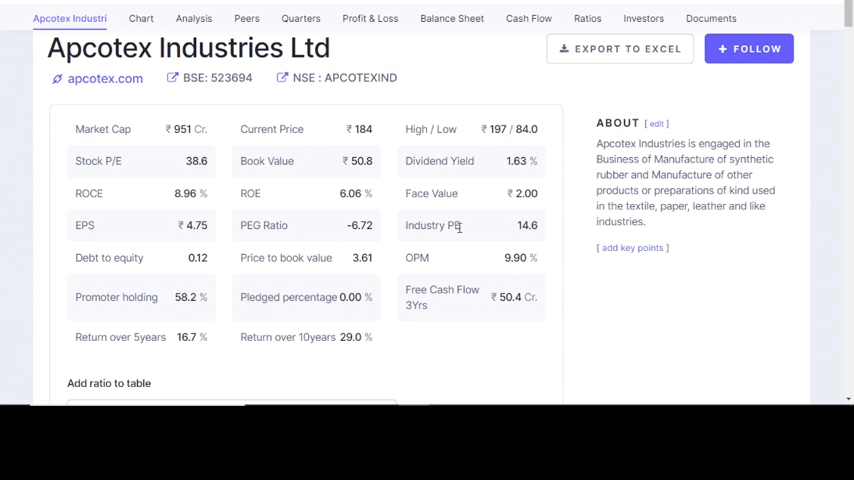 Apcotex Industri Chart Analysis Peers Quarters Profit & Loss Balance Sheet Cash Flow Ratios Investors Documents
Apcotex Industries Ltd
EXPORT TO EXCEL
+ FOLLOW
apcotex.com BSE: 523694 NSE : APCOTEXIND
Market Cap ₹ 951 Cr. Current Price ₹ 184 High / Low ₹ 197 / 84.0
Stock P/E 38.6 Book Value ₹ 50.8 Dividend Yield 1.63 %
ROCE 8.96 % ROE 6.06 % Face Value ₹ 2.00
EPS ₹ 4.75 PEG Ratio -6.72 Industry PE 14.6
Debt to equity 0.12 Price to book value 3.61 OPM 9.90 %
Promoter holding 58.2 % Pledged percentage 0.00 % Free Cash Flow ₹ 50.4 Cr.
3Yrs
Return over 5years 16.7 % Return over 10years 29.0 %
Add ratio to table
ABOUT [ edit ]
Apcotex Industries is engaged in the
Business of Manufacture of synthetic
rubber and Manufacture of other
products or preparations of kind used
in the textile, paper, leather and like
industries.
[ add key points ]